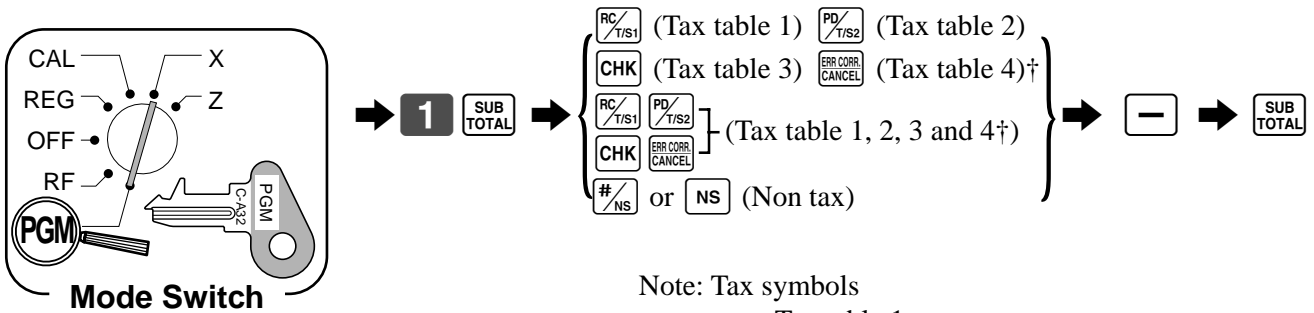 CAL X
REG Z
OFF
RF
PGM
PGM
C-A32
Mode Switch
1 SUB TOTAL
RC/T/S1 (Tax table 1) PD/T/S2 (Tax table 2)
CHK (Tax table 3) ERR CORR. CANCEL (Tax table 4)†
RC/T/S1 PD/T/S2
CHK ERR CORR. CANCEL
(Tax table 1, 2, 3 and 4†)
#/NS or NS (Non tax)
−
SUB TOTAL
Note: Tax symbols